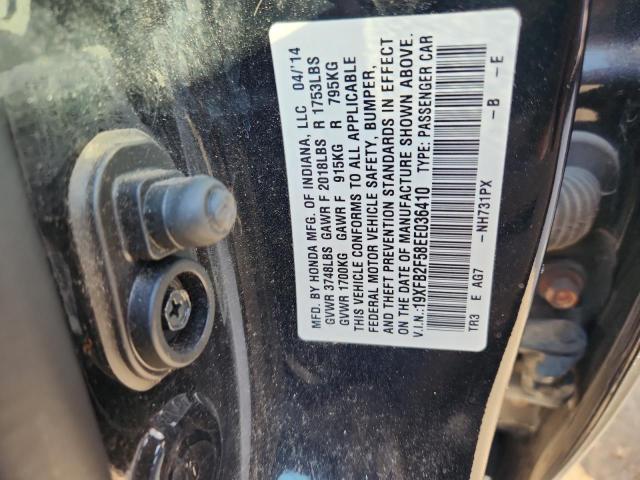 MFD. BY HONDA MFG. OF INDIANA, LLC 04/'14
GVWR 3748LBS GAWR F 2018LBS R 1753LBS
GVWR 1700KG GAWR F 915KG R 795KG
THIS VEHICLE CONFORMS TO ALL APPLICABLE
FEDERAL MOTOR VEHICLE SAFETY, BUMPER,
AND THEFT PREVENTION STANDARDS IN EFFECT
ON THE DATE OF MANUFACTURE SHOWN ABOVE.
V.I.N.:19XFB2F58EE036410 TYPE: PASSENGER CAR
TR3 E AG7 -NH731PX -B -E